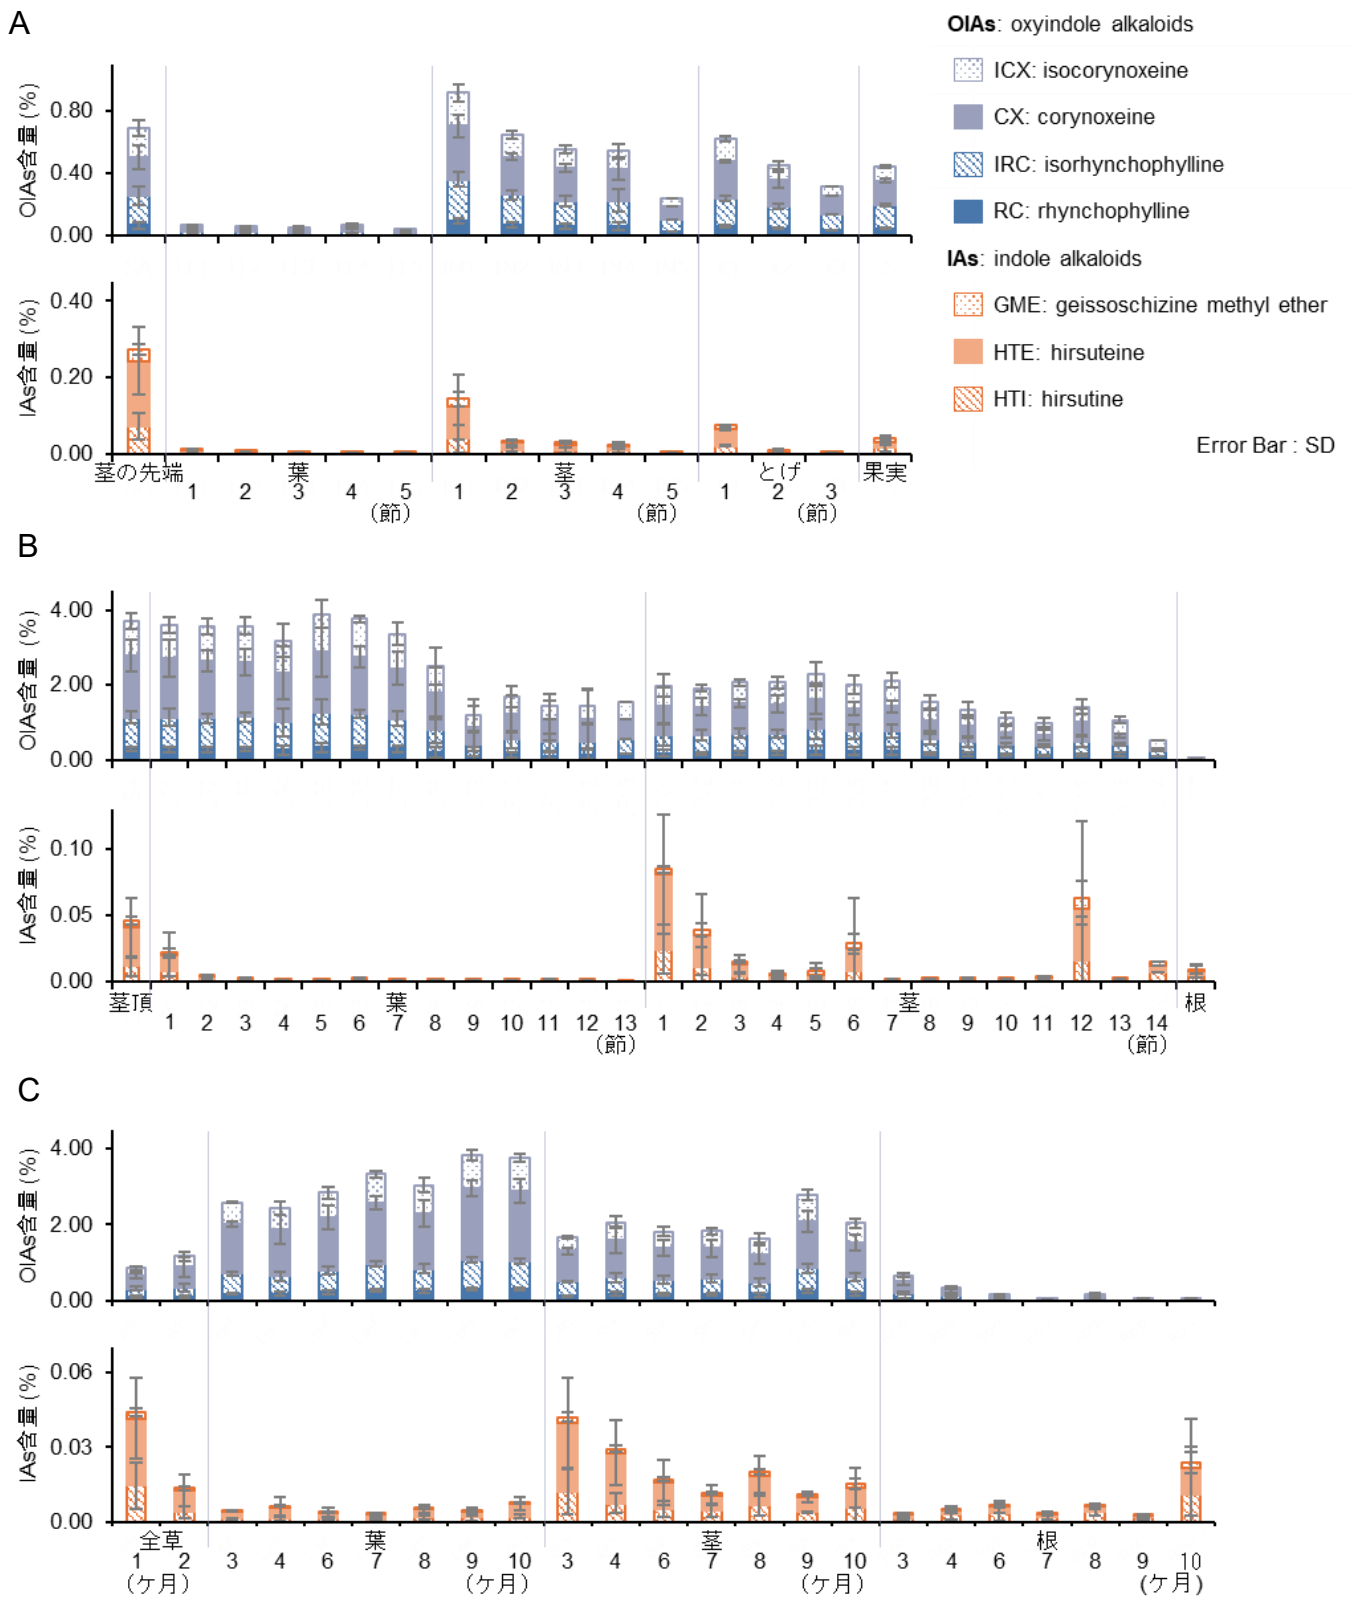 A
OIAs: oxyindole alkaloids
ICX: isocorynoxeine
CX: corynoxeine
IRC: isorhynchophylline
RC: rhynchophylline
IAs: indole alkaloids
GME: geissoschizine methyl ether
HTE: hirsuteine
HTI: hirsutine
Error Bar : SD
OIAs含量 (%)
0.80
0.40
0.00
IAs含量 (%)
0.40
0.20
0.00
茎の先端 葉 茎 とげ 果実
1 2 3 4 5 1 2 3 4 5 1 2 3
(節) (節) (節)
B
OIAs含量 (%)
4.00
2.00
0.00
IAs含量 (%)
0.10
0.05
0.00
茎頂 葉 茎 根
1 2 3 4 5 6 7 8 9 10 11 12 13 1 2 3 4 5 6 7 8 9 10 11 12 13 14
(節) (節)
C
OIAs含量 (%)
4.00
2.00
0.00
IAs含量 (%)
0.06
0.03
0.00
全草 葉 茎 根
1 2 3 4 6 7 8 9 10 3 4 6 7 8 9 10 3 4 6 7 8 9 10
(ケ月) (ケ月) (ケ月) (ケ月)